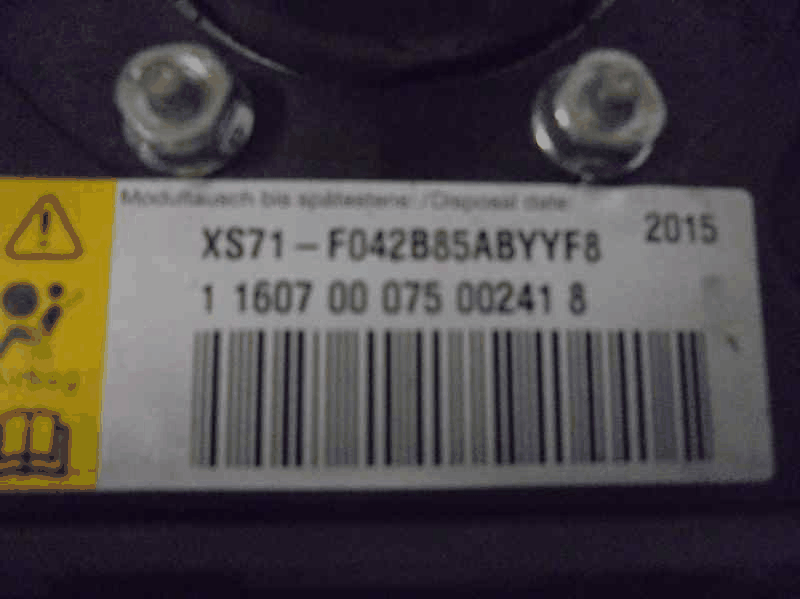 Modultausch bis spätestens: /Disposal date:
XS71 – F042B85ABYYF8 2015
1 1607 00 075 00241 8